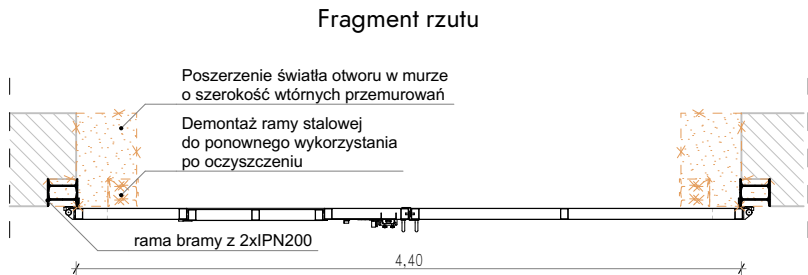 Fragment rzutu
Poszerzenie światła otworu w murze
o szerokość wtórnych przemurowań
Demontaż ramy stalowej
do ponownego wykorzystania
po oczyszczeniu
rama bramy z 2xIPN200
4,40